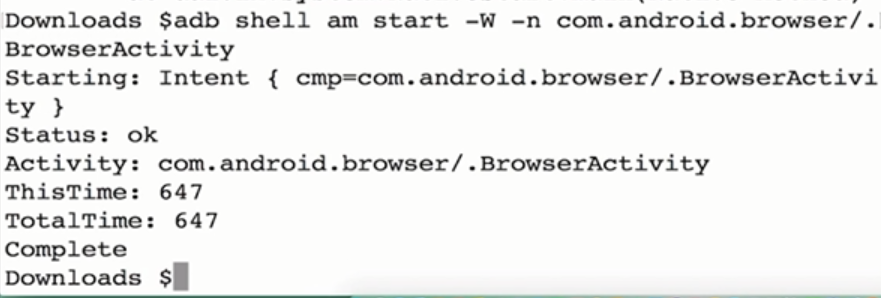 Downloads $adb shell am start -W -n com.android.browser/.
BrowserActivity
Starting: Intent { cmp=com.android.browser/.BrowserActivi
ty }
Status: ok
Activity: com.android.browser/.BrowserActivity
ThisTime: 647
TotalTime: 647
Complete
Downloads $